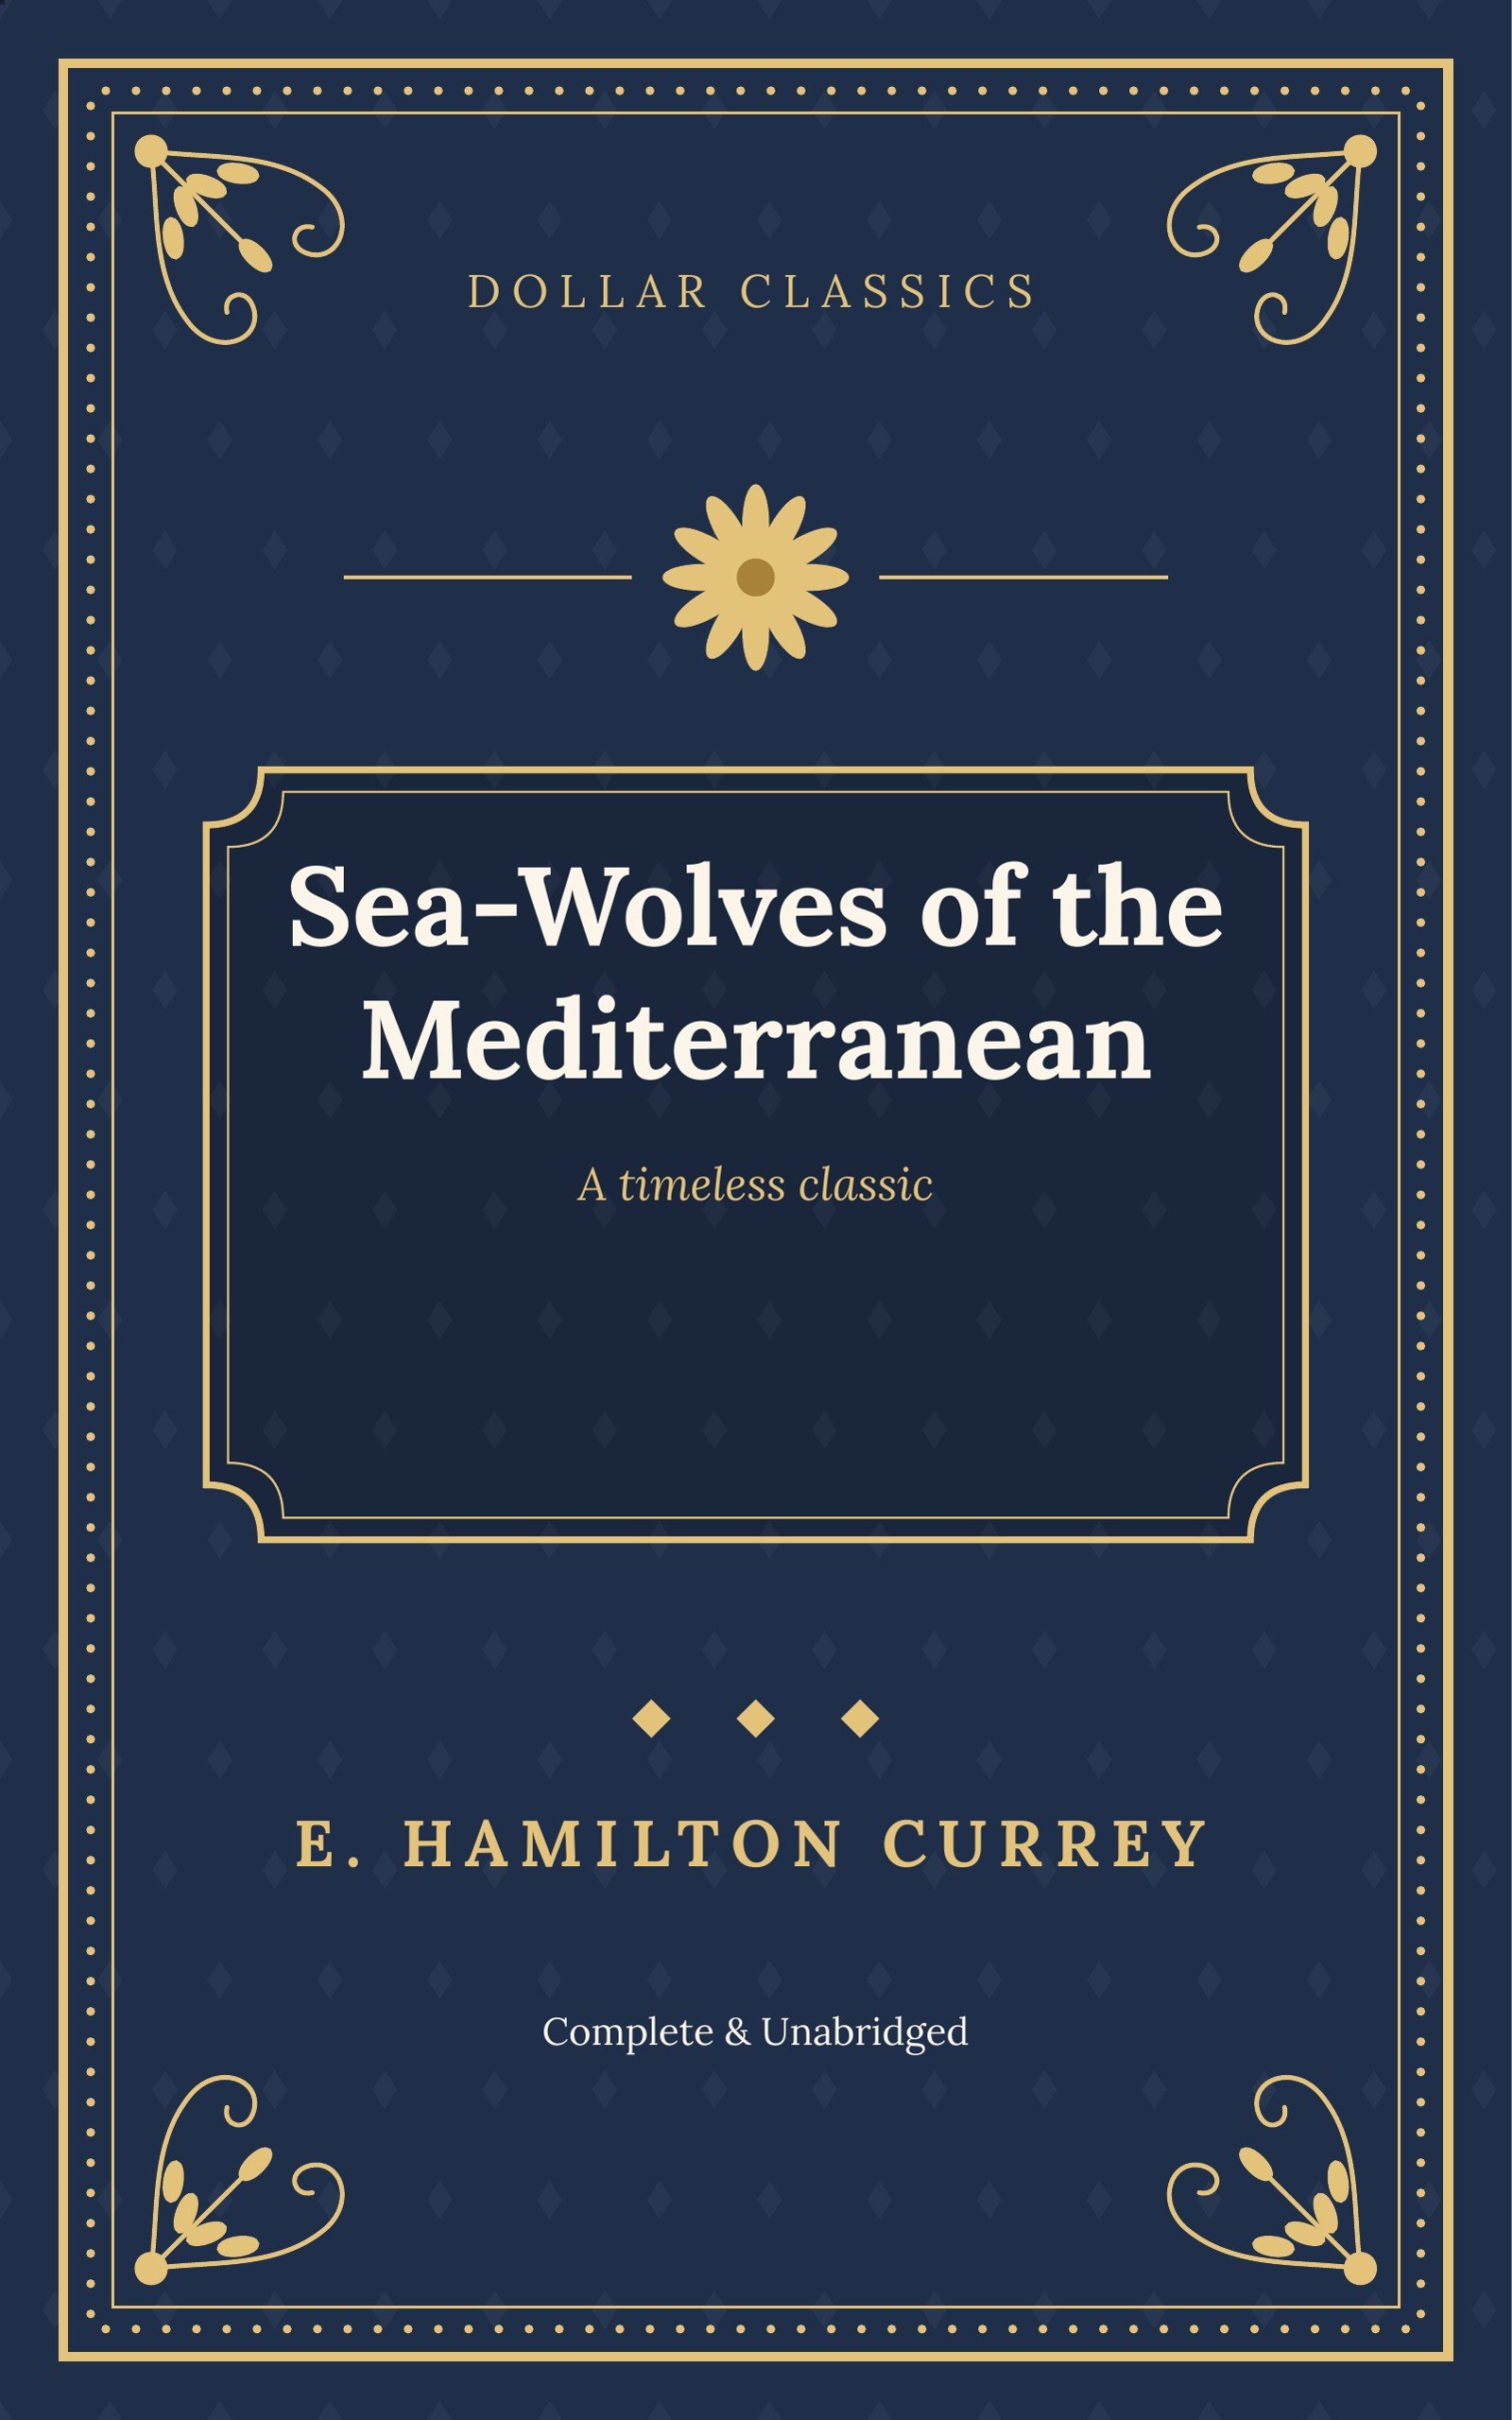 DOLLAR CLASSICS
Sea-Wolves of the
Mediterranean
A timeless classic
E. HAMILTON CURREY
Complete & Unabridged